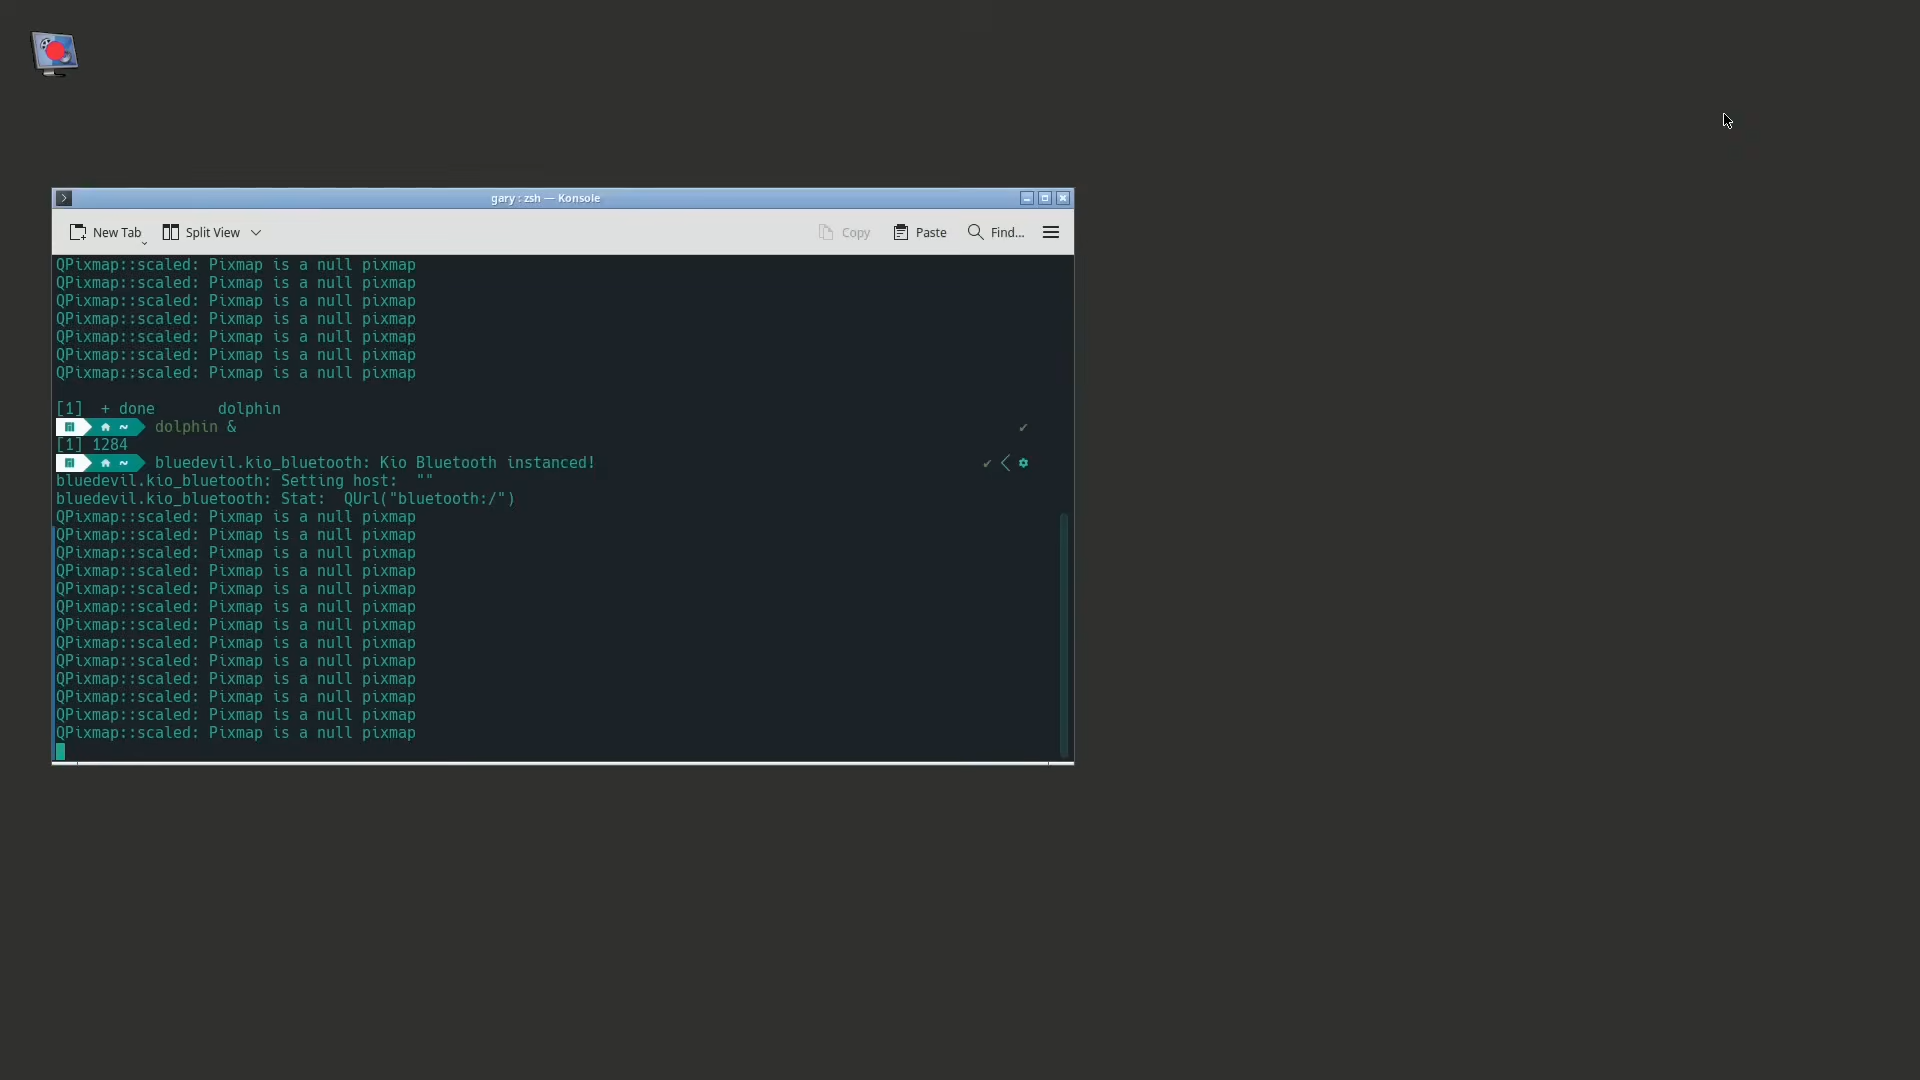 gary : zsh — Konsole
New Tab Split View Copy Paste Find...
QPixmap::scaled: Pixmap is a null pixmap
QPixmap::scaled: Pixmap is a null pixmap
QPixmap::scaled: Pixmap is a null pixmap
QPixmap::scaled: Pixmap is a null pixmap
QPixmap::scaled: Pixmap is a null pixmap
QPixmap::scaled: Pixmap is a null pixmap
QPixmap::scaled: Pixmap is a null pixmap
[1]  + done       dolphin
~ dolphin & ✔
[1] 1284
~ bluedevil.kio_bluetooth: Kio Bluetooth instanced! ✔
bluedevil.kio_bluetooth: Setting host:  ""
bluedevil.kio_bluetooth: Stat:  QUrl("bluetooth:/")
QPixmap::scaled: Pixmap is a null pixmap
QPixmap::scaled: Pixmap is a null pixmap
QPixmap::scaled: Pixmap is a null pixmap
QPixmap::scaled: Pixmap is a null pixmap
QPixmap::scaled: Pixmap is a null pixmap
QPixmap::scaled: Pixmap is a null pixmap
QPixmap::scaled: Pixmap is a null pixmap
QPixmap::scaled: Pixmap is a null pixmap
QPixmap::scaled: Pixmap is a null pixmap
QPixmap::scaled: Pixmap is a null pixmap
QPixmap::scaled: Pixmap is a null pixmap
QPixmap::scaled: Pixmap is a null pixmap
QPixmap::scaled: Pixmap is a null pixmap